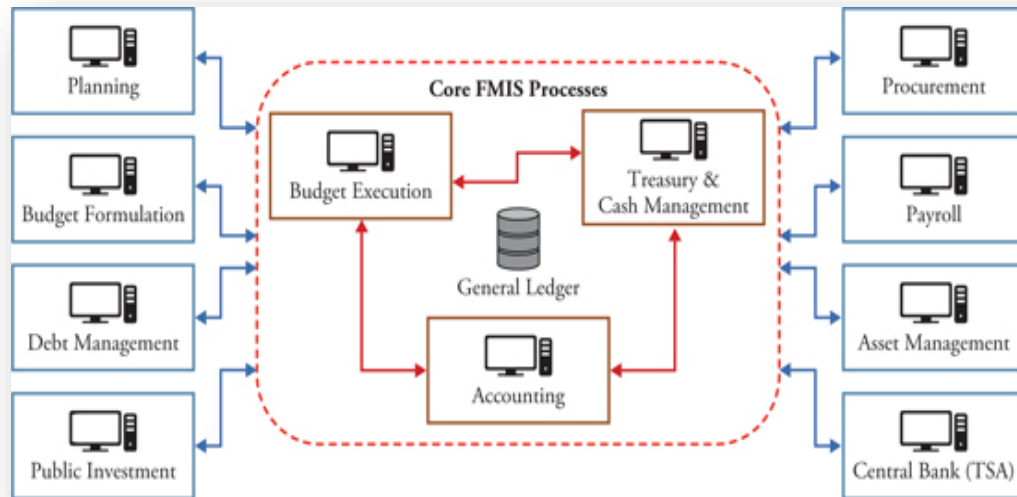 Planning
Budget Formulation
Debt Management
Public Investment
Core FMIS Processes
Budget Execution
Treasury &
Cash Management
General Ledger
Accounting
Procurement
Payroll
Asset Management
Central Bank (TSA)